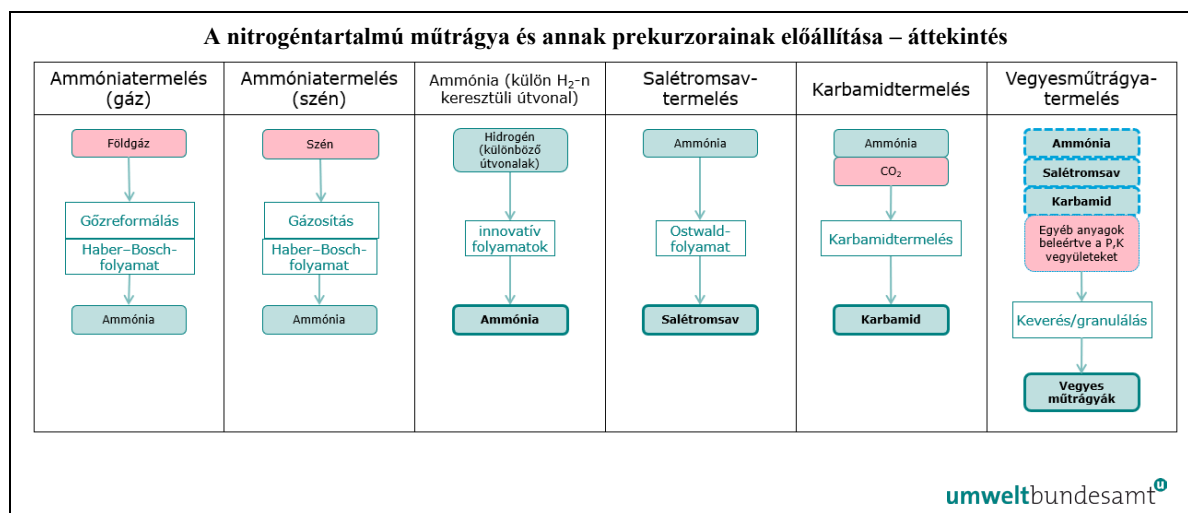 A nitrogéntartalmú műtrágya és annak prekurzorainak előállítása – áttekintés
Ammóniatermelés
(gáz)
Földgáz
Gőzreformálás
Haber–Bosch-
folyamat
Ammónia
Ammóniatermelés
(szén)
Szén
Gázosítás
Haber–Bosch-
folyamat
Ammónia
Ammónia (külön H₂-n
keresztüli útvonal)
Hidrogén
(különböző
útvonalak)
innovatív
folyamatok
Ammónia
Salétromsav-
termelés
Ammónia
Ostwald-
folyamat
Salétromsav
Karbamidtermelés
Ammónia
CO₂
Karbamidtermelés
Karbamid
Vegyesműtrágya-
termelés
Ammónia
Salétromsav
Karbamid
Egyéb anyagok
beleértve a P,K
vegyületeket
Keverés/granulálás
Vegyes
műtrágyák
umweltbundesamt u